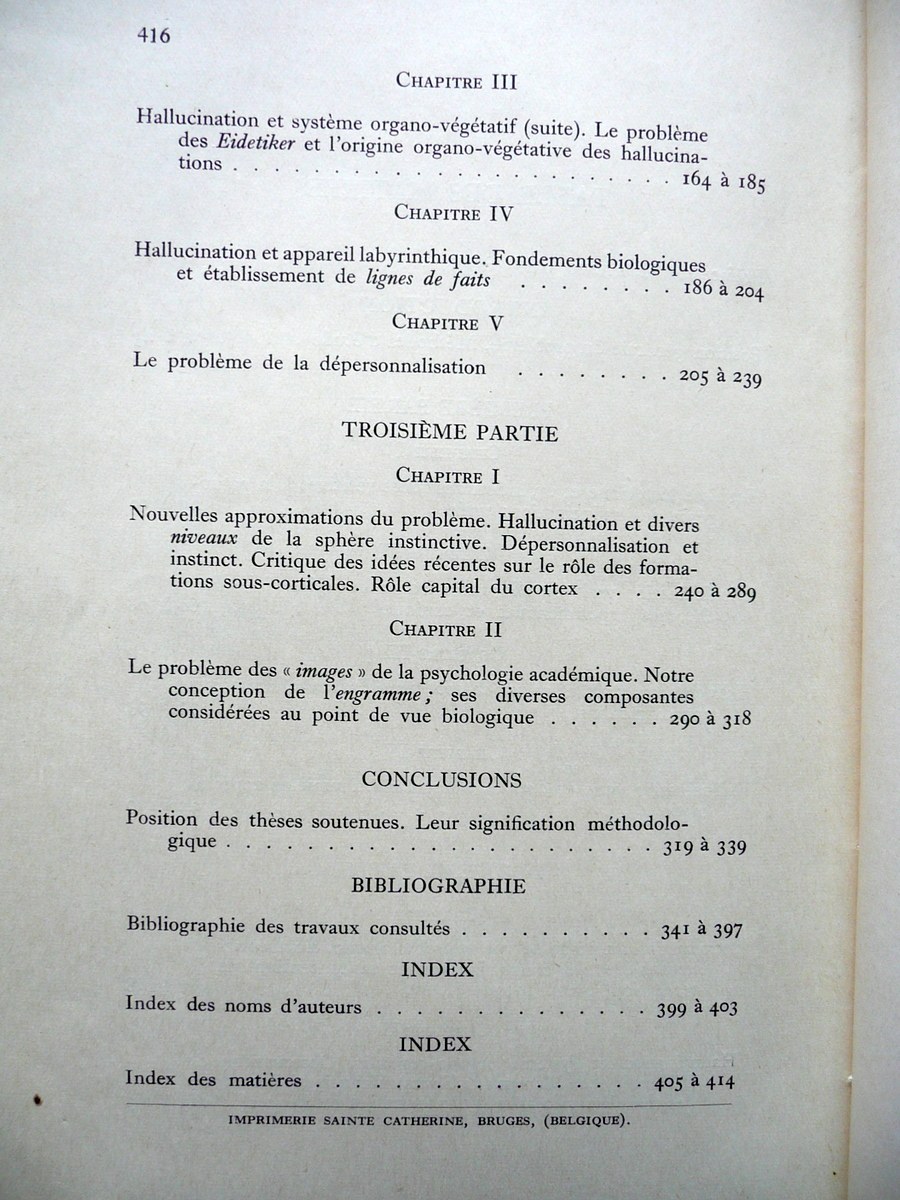 416
CHAPITRE III
Hallucination et système organo-végétatif (suite). Le problème
des Eidetiker et l'origine organo-végétative des hallucina-
tions . . . . . . . . . . . . . . . . . . . . . . . 164 à 185
CHAPITRE IV
Hallucination et appareil labyrinthique. Fondements biologiques
et établissement de lignes de faits . . . . . . . . 186 à 204
CHAPITRE V
Le problème de la dépersonnalisation . . . . . . . . 205 à 239
TROISIÈME PARTIE
CHAPITRE I
Nouvelles approximations du problème. Hallucination et divers
niveaux de la sphère instinctive. Dépersonnalisation et
instinct. Critique des idées récentes sur le rôle des forma-
tions sous-corticales. Rôle capital du cortex . . . . 240 à 289
CHAPITRE II
Le problème des « images » de la psychologie académique. Notre
conception de l'engramme ; ses diverses composantes
considérées au point de vue biologique . . . . . . 290 à 318
CONCLUSIONS
Position des thèses soutenues. Leur signification méthodolo-
gique . . . . . . . . . . . . . . . . . . . . . . 319 à 339
BIBLIOGRAPHIE
Bibliographie des travaux consultés . . . . . . . . . . 341 à 397
INDEX
Index des noms d'auteurs . . . . . . . . . . . . . . 399 à 403
INDEX
Index des matières . . . . . . . . . . . . . . . . . 405 à 414
IMPRIMERIE SAINTE CATHERINE, BRUGES, (BELGIQUE).